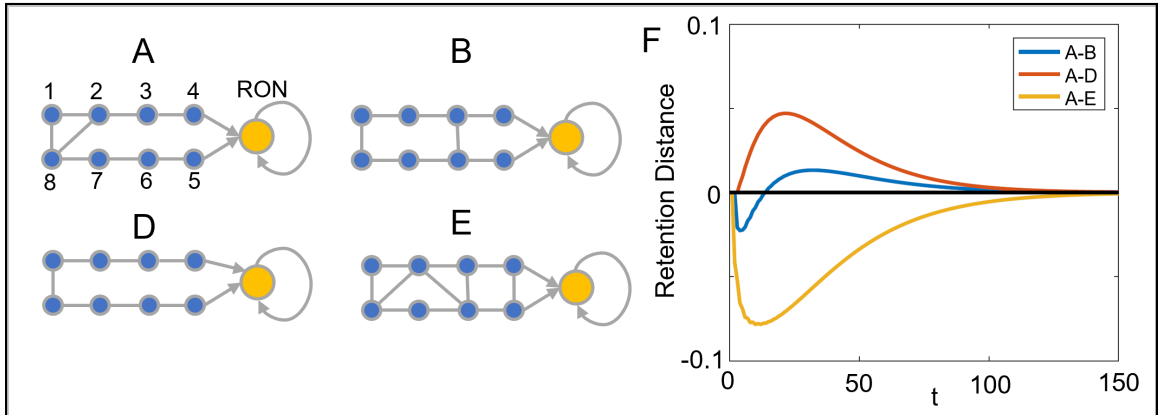 A
1 2 3 4 RON
8 7 6 5
B
D
E
F
0.1
0
-0.1
Retention Distance
A-B
A-D
A-E
0 50 100 150
t